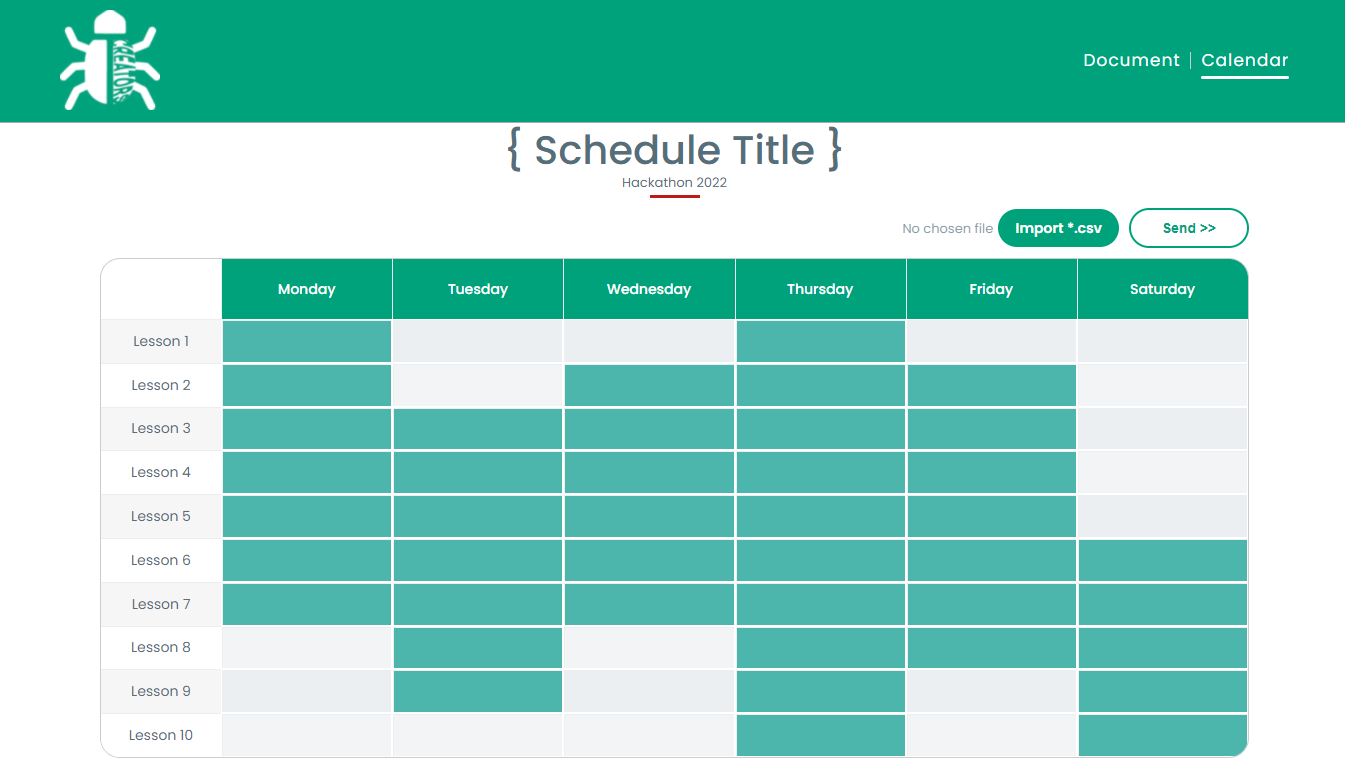 CREATORS
Document | Calendar
{ Schedule Title }
Hackathon 2022
No chosen file Import *.csv Send >>
Monday Tuesday Wednesday Thursday Friday Saturday
Lesson 1
Lesson 2
Lesson 3
Lesson 4
Lesson 5
Lesson 6
Lesson 7
Lesson 8
Lesson 9
Lesson 10